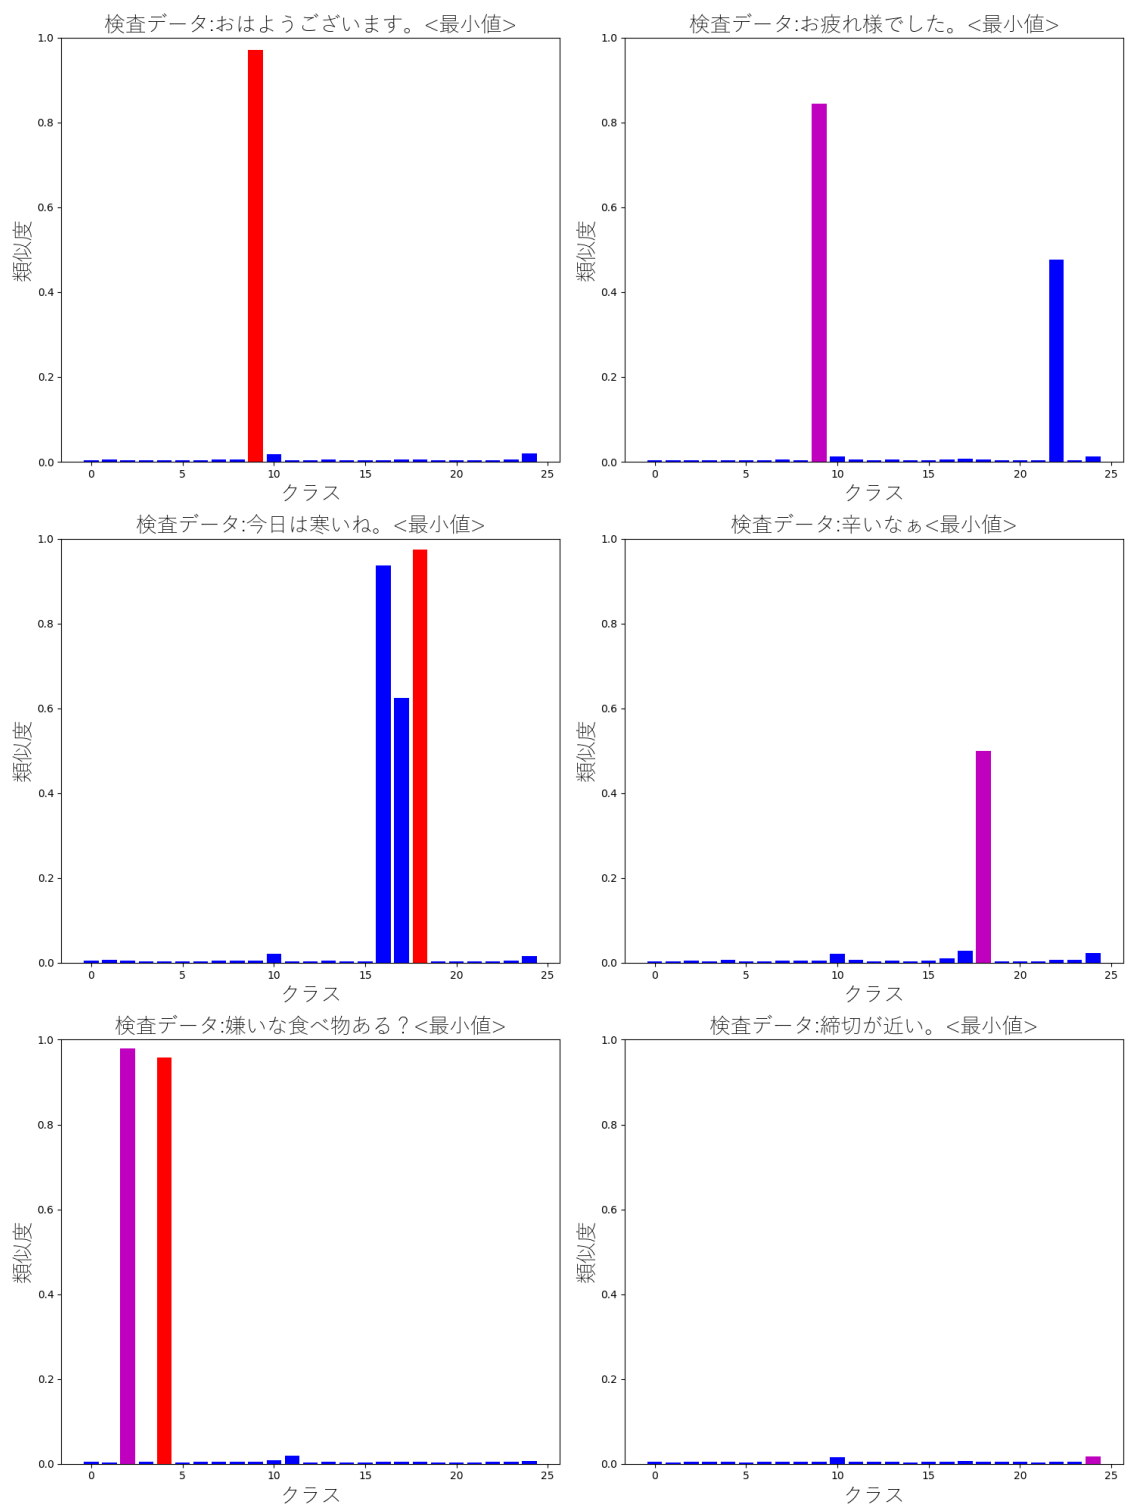 検査データ:おはようございます。<最小値>
1.0
0.8
0.6
0.4
0.2
0.0
類似度
0 5 10 15 20 25
クラス
検査データ:お疲れ様でした。<最小値>
1.0
0.8
0.6
0.4
0.2
0.0
類似度
0 5 10 15 20 25
クラス
検査データ:今日は寒いね。<最小値>
1.0
0.8
0.6
0.4
0.2
0.0
類似度
0 5 10 15 20 25
クラス
検査データ:辛いなぁ<最小値>
1.0
0.8
0.6
0.4
0.2
0.0
類似度
0 5 10 15 20 25
クラス
検査データ:嫌いな食べ物ある？<最小値>
1.0
0.8
0.6
0.4
0.2
0.0
類似度
0 5 10 15 20 25
クラス
検査データ:締切が近い。<最小値>
1.0
0.8
0.6
0.4
0.2
0.0
類似度
0 5 10 15 20 25
クラス